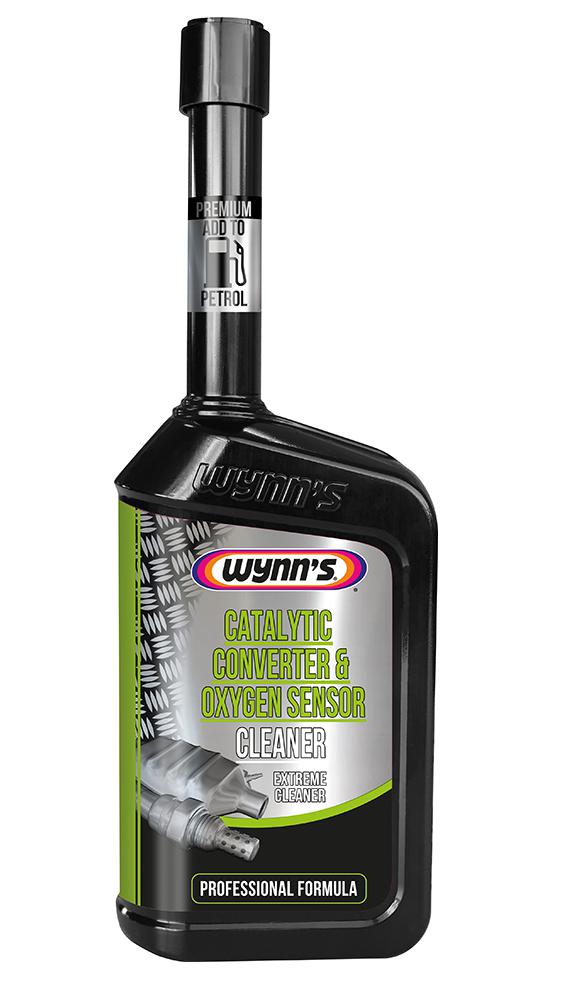 PREMIUM
ADD TO
PETROL
WYNN'S
WYNN'S®
CATALYTIC
CONVERTER &
OXYGEN SENSOR
CLEANER
EXTREME
CLEANER
PROFESSIONAL FORMULA